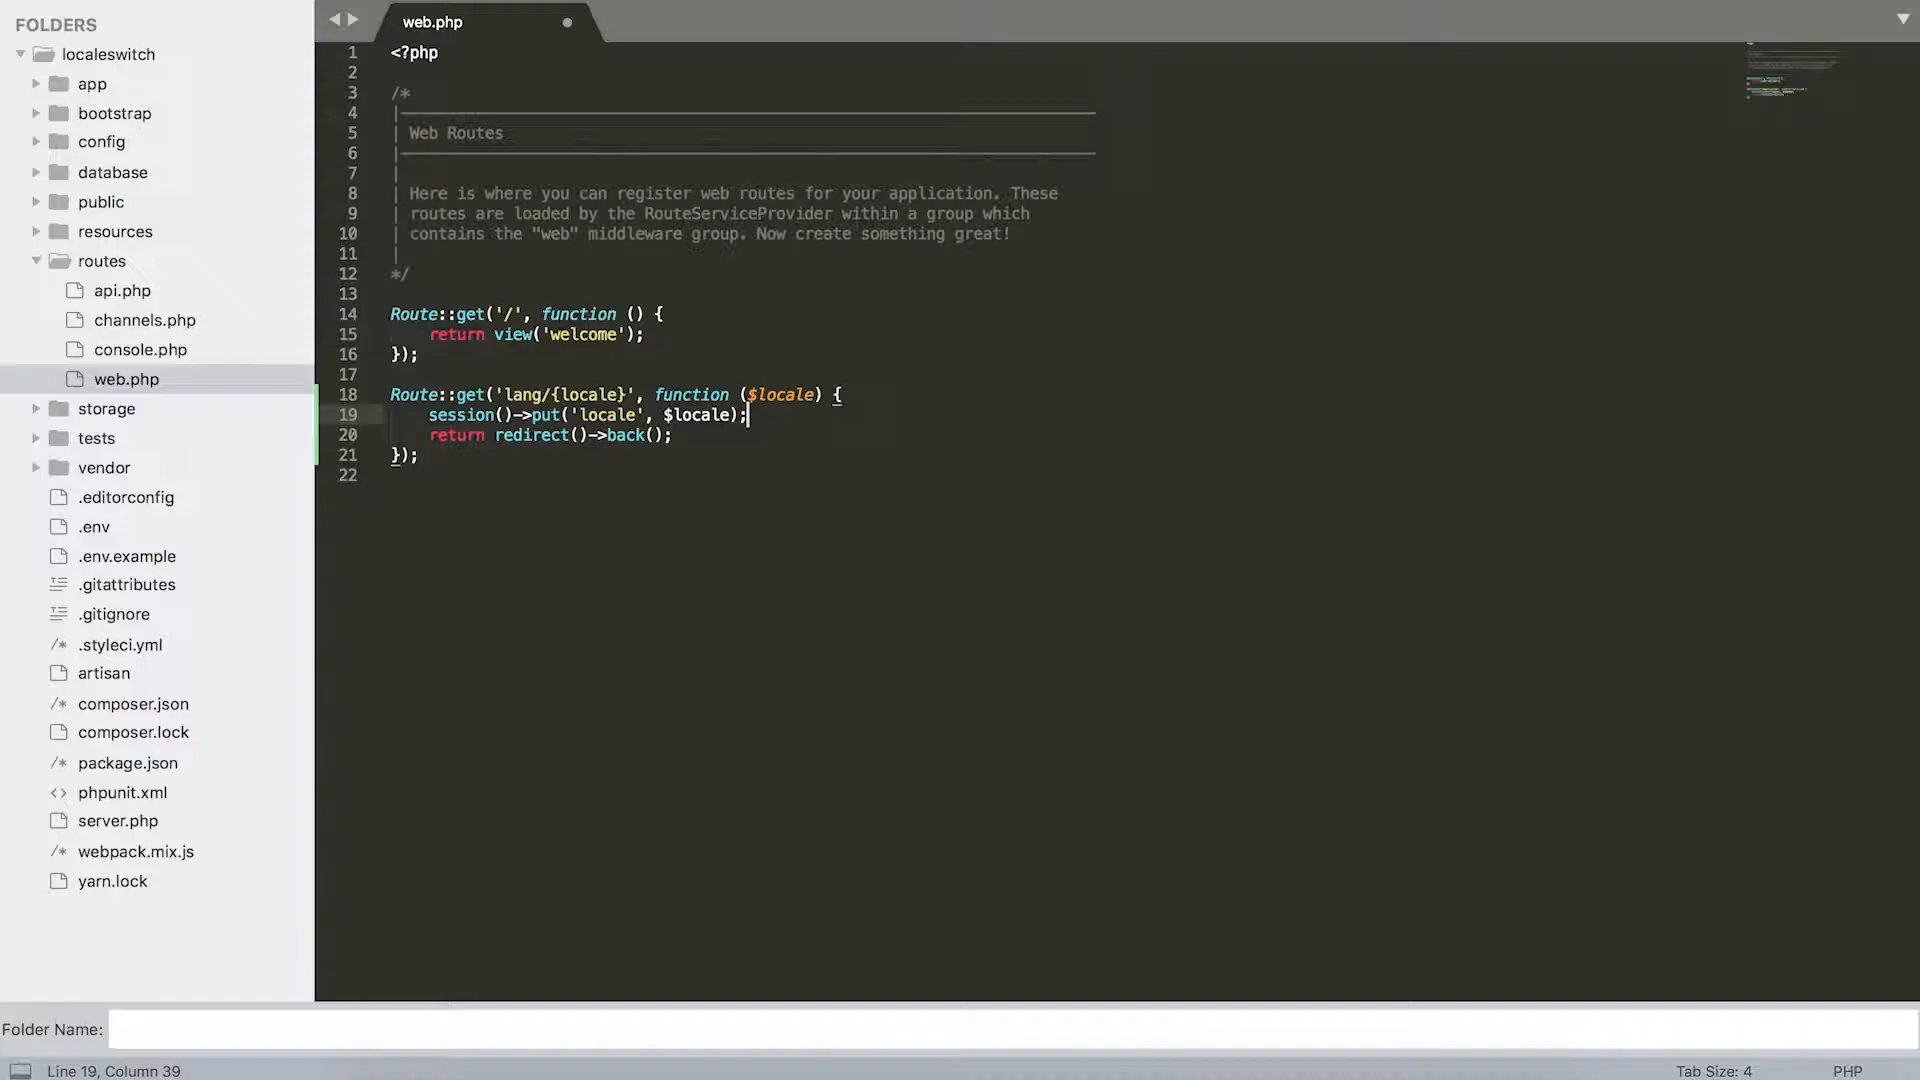 FOLDERS
localeswitch
app
bootstrap
config
database
public
resources
routes
api.php
channels.php
console.php
web.php
storage
tests
vendor
.editorconfig
.env
.env.example
.gitattributes
.gitignore
/* .styleci.yml
artisan
/* composer.json
composer.lock
/* package.json
<> phpunit.xml
server.php
/* webpack.mix.js
yarn.lock
web.php
1 <?php
2
3 /*
4 |--------------------------------------------------------------------------
5 | Web Routes
6 |--------------------------------------------------------------------------
7 |
8 | Here is where you can register web routes for your application. These
9 | routes are loaded by the RouteServiceProvider within a group which
10 | contains the "web" middleware group. Now create something great!
11 |
12 */
13
14 Route::get('/', function () {
15     return view('welcome');
16 });
17
18 Route::get('lang/{locale}', function ($locale) {
19     session()->put('locale', $locale);
20     return redirect()->back();
21 });
22
Folder Name:
Line 19, Column 39
Tab Size: 4
PHP